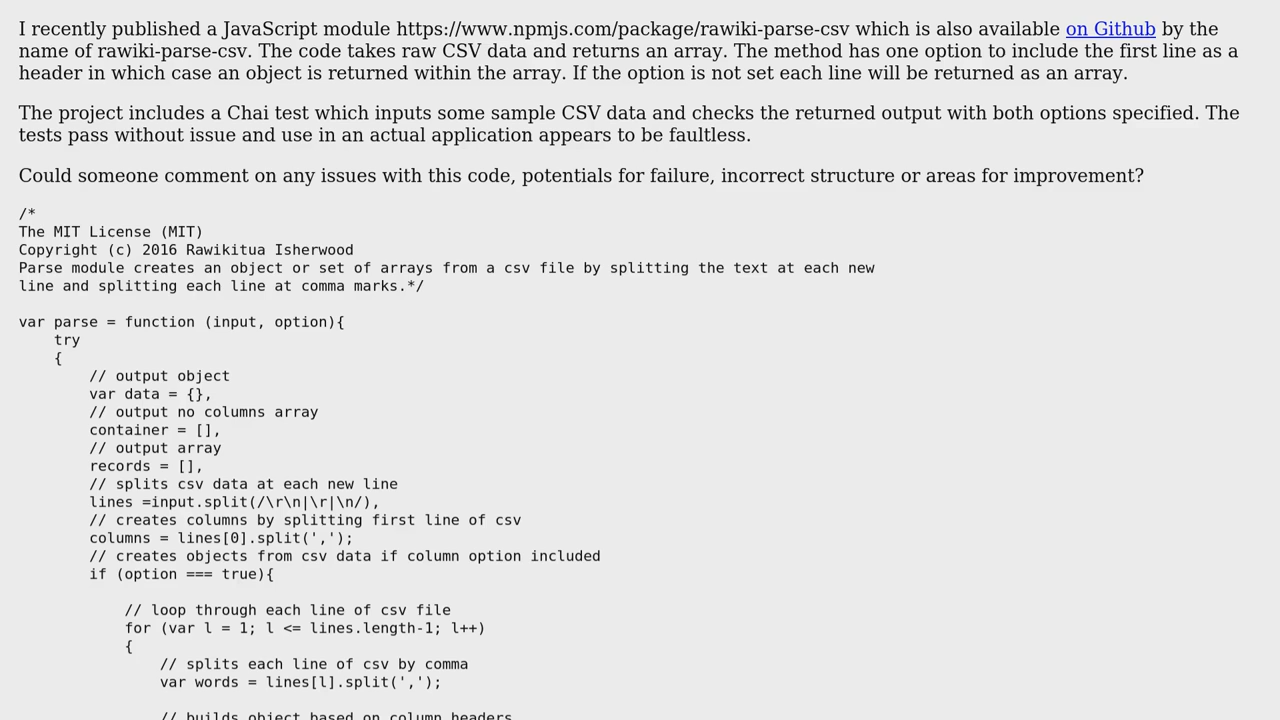 I recently published a JavaScript module https://www.npmjs.com/package/rawiki-parse-csv which is also available on Github by the
name of rawiki-parse-csv. The code takes raw CSV data and returns an array. The method has one option to include the first line as a
header in which case an object is returned within the array. If the option is not set each line will be returned as an array.
The project includes a Chai test which inputs some sample CSV data and checks the returned output with both options specified. The
tests pass without issue and use in an actual application appears to be faultless.
Could someone comment on any issues with this code, potentials for failure, incorrect structure or areas for improvement?
/*
The MIT License (MIT)
Copyright (c) 2016 Rawikitua Isherwood
Parse module creates an object or set of arrays from a csv file by splitting the text at each new
line and splitting each line at comma marks.*/
var parse = function (input, option){
    try
    {
        // output object
        var data = {},
        // output no columns array
        container = [],
        // output array
        records = [],
        // splits csv data at each new line
        lines =input.split(/\r\n|\r|\n/),
        // creates columns by splitting first line of csv
        columns = lines[0].split(',');
        // creates objects from csv data if column option included
        if (option === true){
            // loop through each line of csv file
            for (var l = 1; l <= lines.length-1; l++)
            {
                // splits each line of csv by comma
                var words = lines[l].split(',');
                // builds object based on column headers